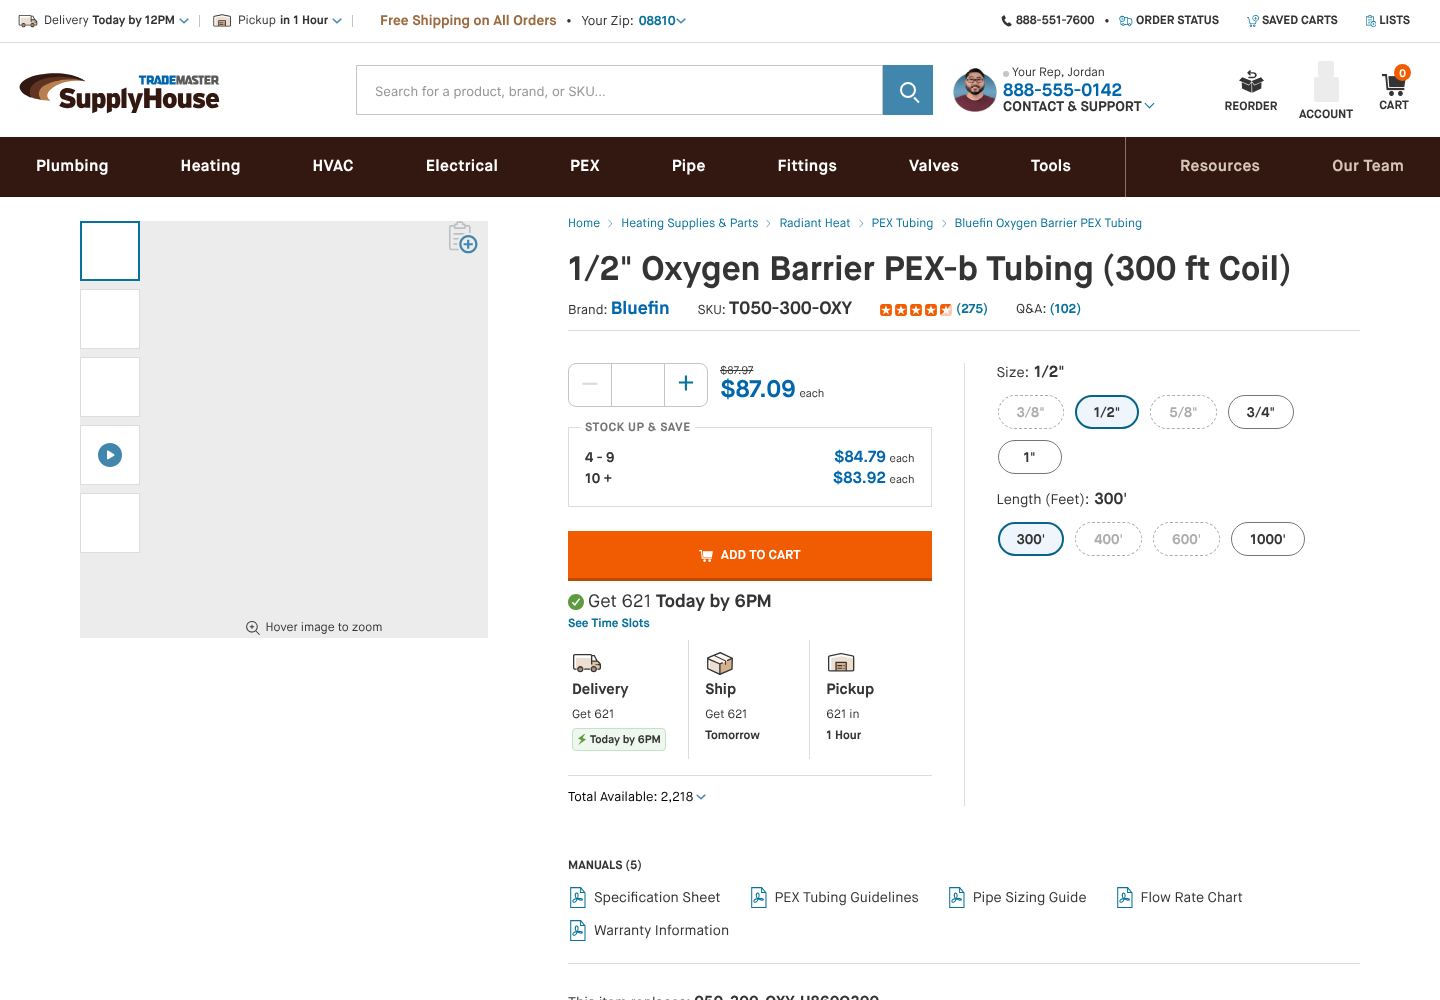 Delivery Today by 12PM
Pickup in 1 Hour
Free Shipping on All Orders • Your Zip: 08810
888-551-7600 • ORDER STATUS
SAVED CARTS
LISTS
TRADEMASTER
SupplyHouse
Search for a product, brand, or SKU...
Your Rep, Jordan
888-555-0142
CONTACT & SUPPORT
REORDER
ACCOUNT
0
CART
Plumbing
Heating
HVAC
Electrical
PEX
Pipe
Fittings
Valves
Tools
Resources
Our Team
Home > Heating Supplies & Parts > Radiant Heat > PEX Tubing > Bluefin Oxygen Barrier PEX Tubing
1/2" Oxygen Barrier PEX-b Tubing (300 ft Coil)
Brand: Bluefin SKU: T050-300-OXY (275) Q&A: (102)
Hover image to zoom
$87.97
$87.09 each
STOCK UP & SAVE
4 - 9 $84.79 each
10 + $83.92 each
ADD TO CART
Get 621 Today by 6PM
See Time Slots
Delivery
Get 621
Today by 6PM
Ship
Get 621
Tomorrow
Pickup
621 in
1 Hour
Total Available: 2,218
Size: 1/2"
3/8" 1/2" 5/8" 3/4"
1"
Length (Feet): 300'
300' 400' 600' 1000'
MANUALS (5)
Specification Sheet
PEX Tubing Guidelines
Pipe Sizing Guide
Flow Rate Chart
Warranty Information
This item replaces: 050-300-OXY, U860Q300